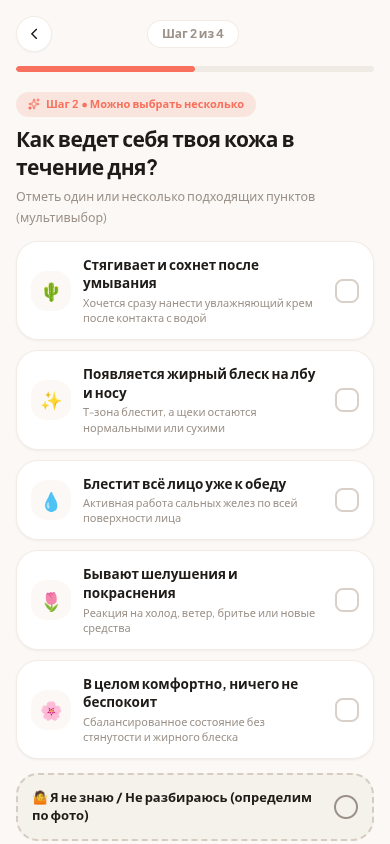 Шаг 2 из 4
Шаг 2 • Можно выбрать несколько
Как ведет себя твоя кожа в
течение дня?
Отметь один или несколько подходящих пунктов
(мультивыбор)
Стягивает и сохнет после
умывания
Хочется сразу нанести увлажняющий крем
после контакта с водой
Появляется жирный блеск на лбу
и носу
Т-зона блестит, а щеки остаются
нормальными или сухими
Блестит всё лицо уже к обеду
Активная работа сальных желез по всей
поверхности лица
Бывают шелушения и
покраснения
Реакция на холод, ветер, бритье или новые
средства
В целом комфортно, ничего не
беспокоит
Сбалансированное состояние без
стянутости и жирного блеска
🤷 Я не знаю / Не разбираюсь (определим
по фото)